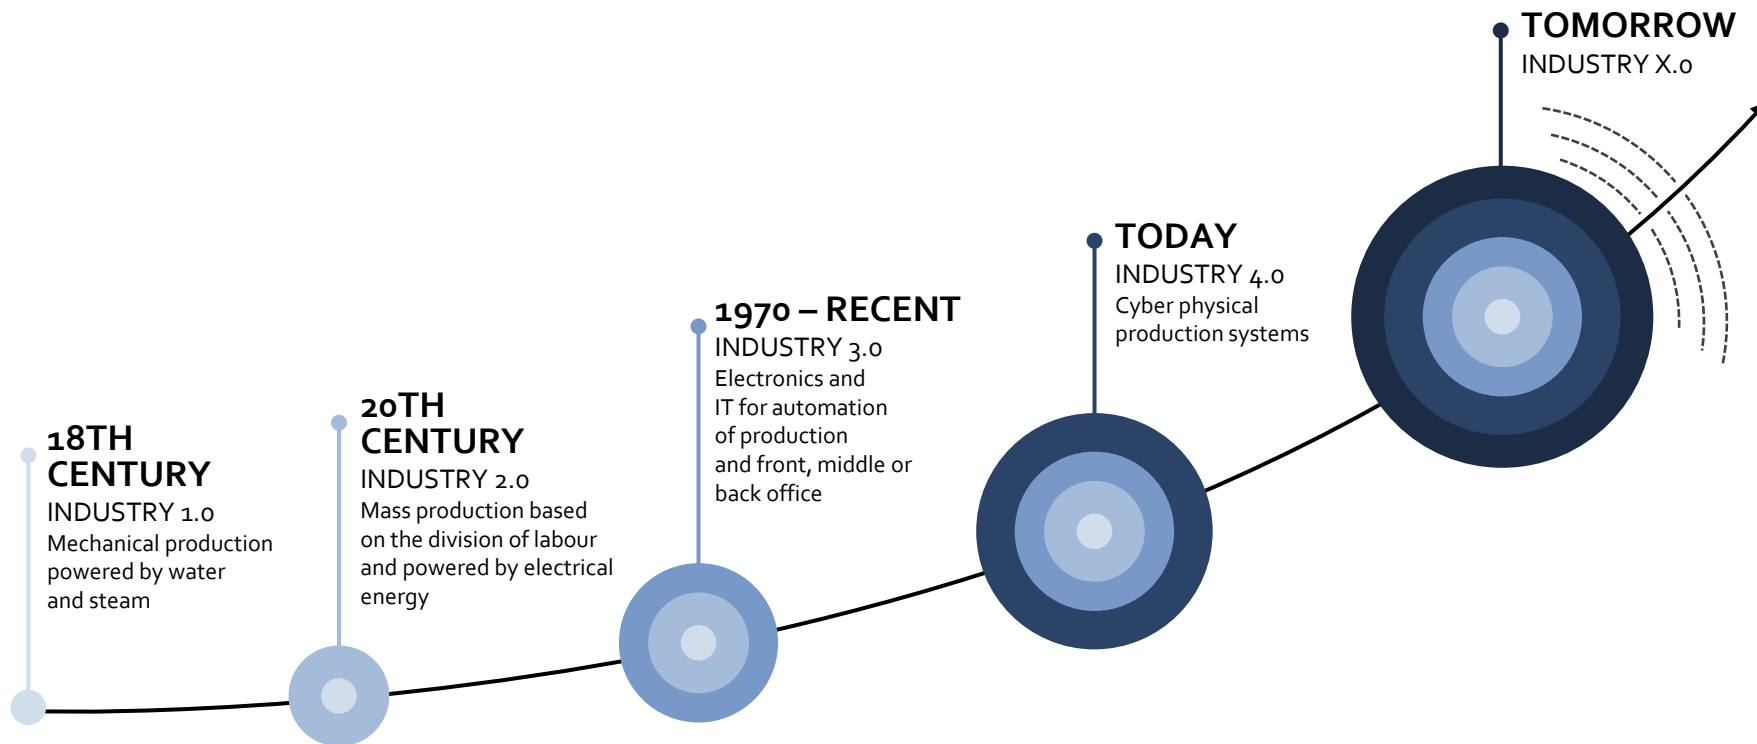 18TH
CENTURY
INDUSTRY 1.0
Mechanical production
powered by water
and steam
20TH
CENTURY
INDUSTRY 2.0
Mass production based
on the division of labour
and powered by electrical
energy
1970 – RECENT
INDUSTRY 3.0
Electronics and
IT for automation
of production
and front, middle or
back office
TODAY
INDUSTRY 4.0
Cyber physical
production systems
TOMORROW
INDUSTRY X.0